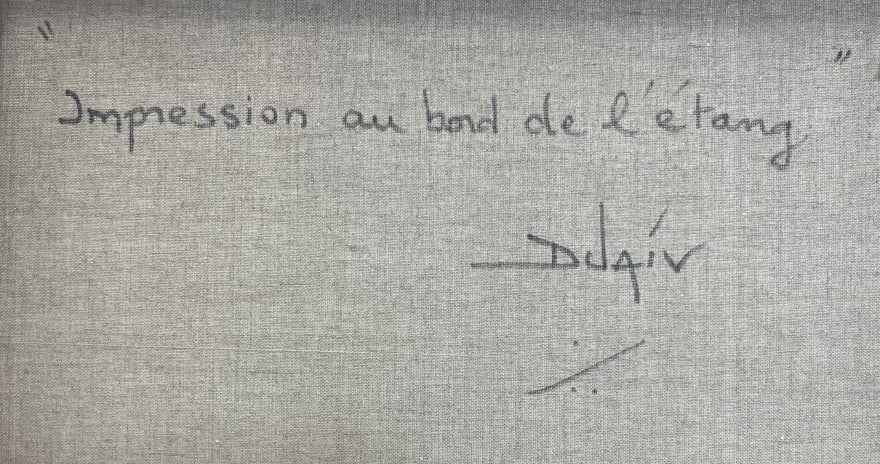 "Impression au bord de l'étang"